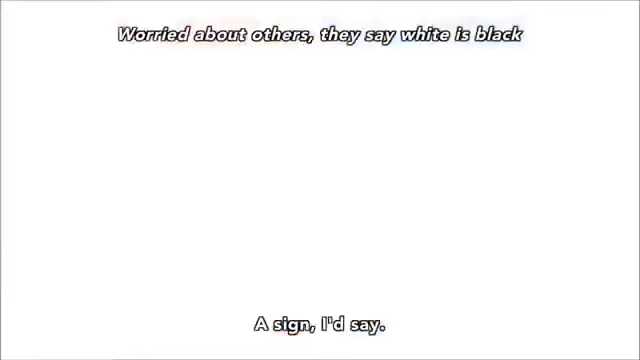 Worried about others, they say white is black
A sign, I'd say.